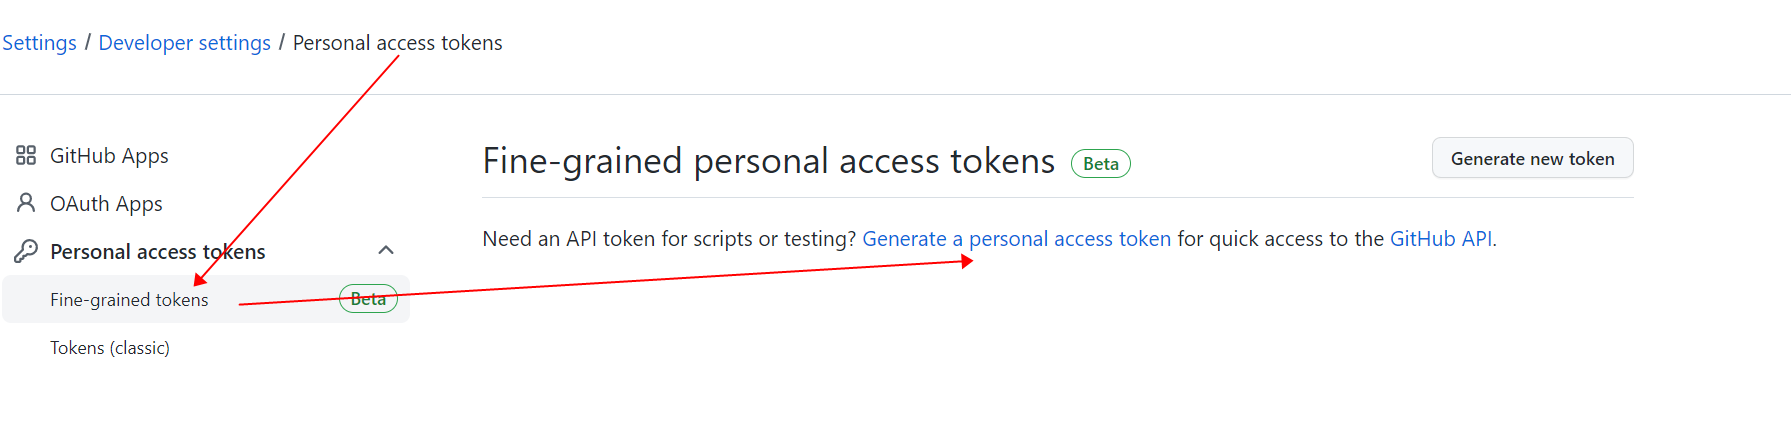 Settings / Developer settings / Personal access tokens
GitHub Apps
OAuth Apps
Personal access tokens
Fine-grained tokens Beta
Tokens (classic)
Fine-grained personal access tokens Beta
Generate new token
Need an API token for scripts or testing? Generate a personal access token for quick access to the GitHub API.